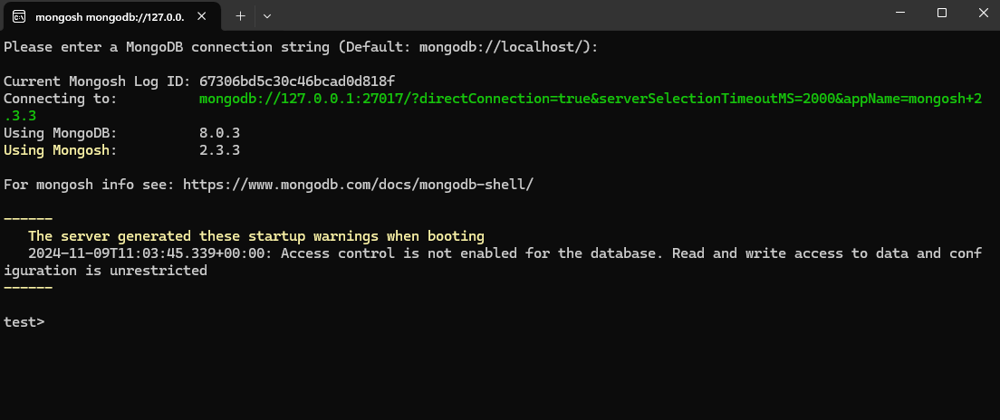 mongosh mongodb://127.0.0.
Please enter a MongoDB connection string (Default: mongodb://localhost/):
Current Mongosh Log ID: 67306bd5c30c46bcad0d818f
Connecting to: mongodb://127.0.0.1:27017/?directConnection=true&serverSelectionTimeoutMS=2000&appName=mongosh+2
.3.3
Using MongoDB: 8.0.3
Using Mongosh: 2.3.3
For mongosh info see: https://www.mongodb.com/docs/mongodb-shell/
------
The server generated these startup warnings when booting
2024-11-09T11:03:45.339+00:00: Access control is not enabled for the database. Read and write access to data and conf
iguration is unrestricted
------
test>